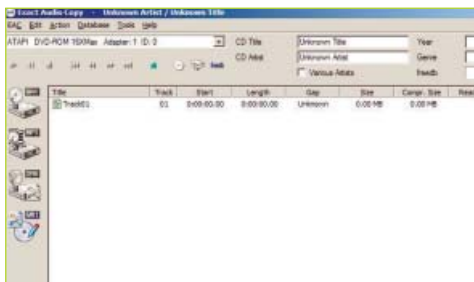 Exact Audio Copy - Unknown Artist / Unknown Title
EAC Edit Action Database Tools Help
ATAPI DVD-ROM 16XMax Adapter: 1 ID: 0
CD Title Unknown Title Year
CD Artist Unknown Artist Genre
Various Artists freedb
Title Track Start Length Gap Size Compr. Size Read
Track01 01 0:00:00.00 0:00:00.00 Unknown 0.00 MB 0.00 MB